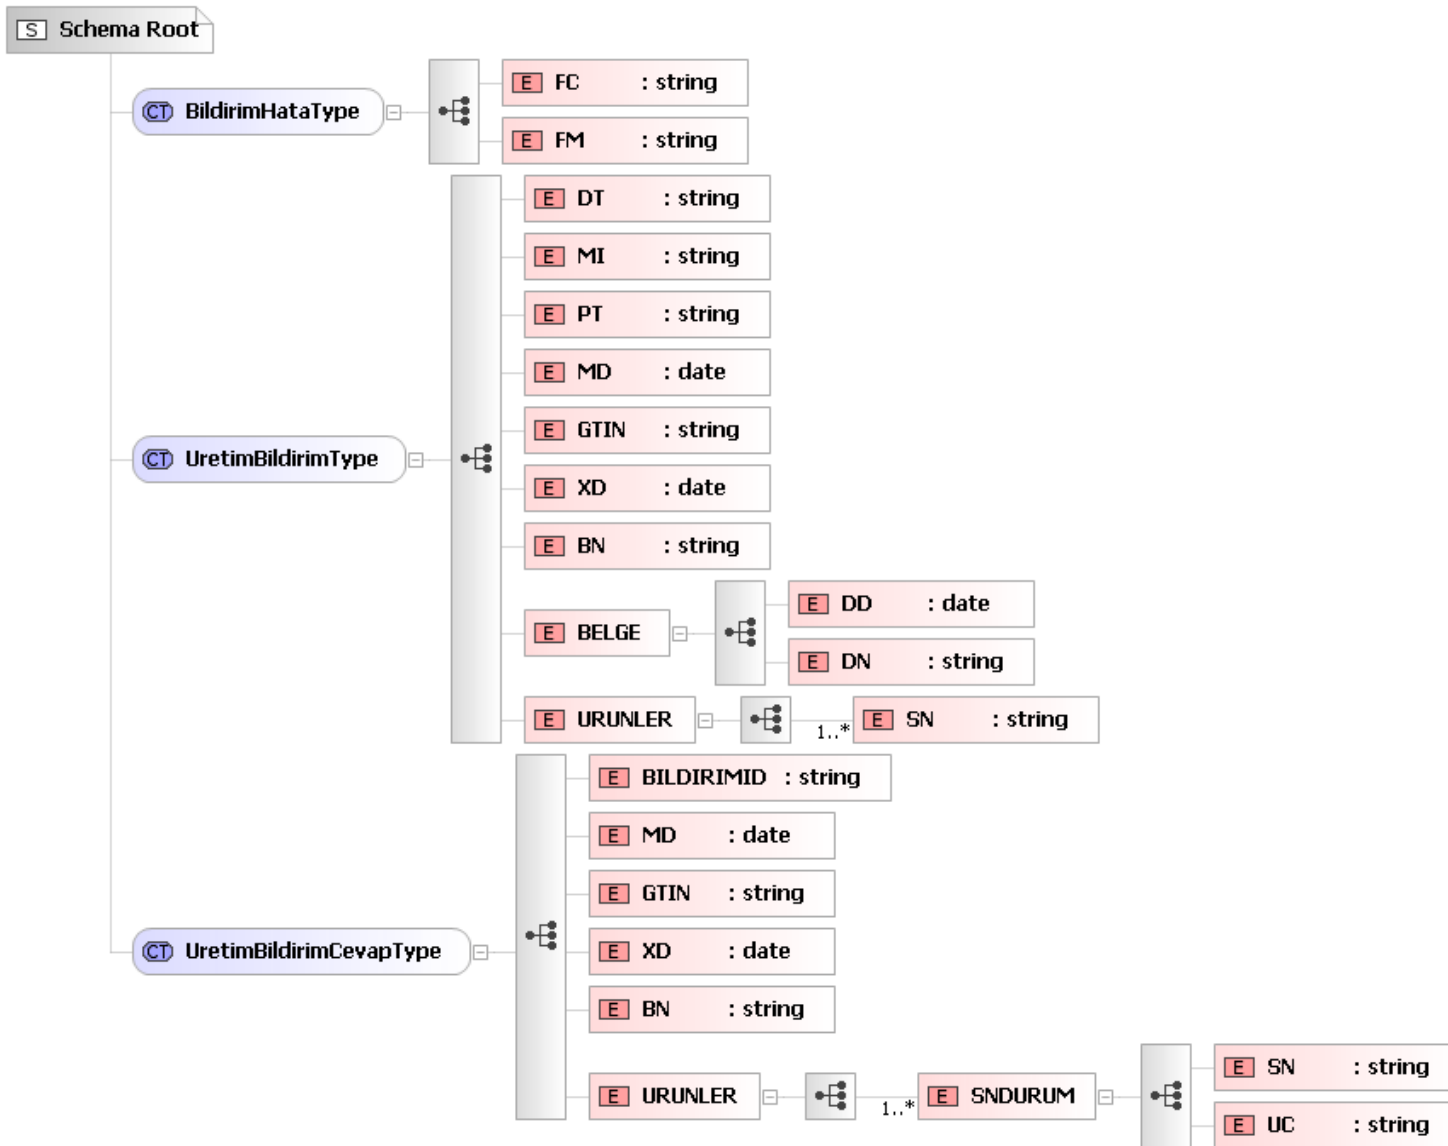 S Schema Root
CT BildirimHataType
E FC : string
E FM : string
CT UretimBildirimType
E DT : string
E MI : string
E PT : string
E MD : date
E GTIN : string
E XD : date
E BN : string
E BELGE
E DD : date
E DN : string
E URUNLER
1..* E SN : string
CT UretimBildirimCevapType
E BILDIRIMID : string
E MD : date
E GTIN : string
E XD : date
E BN : string
E URUNLER
1..* E SNDURUM
E SN : string
E UC : string